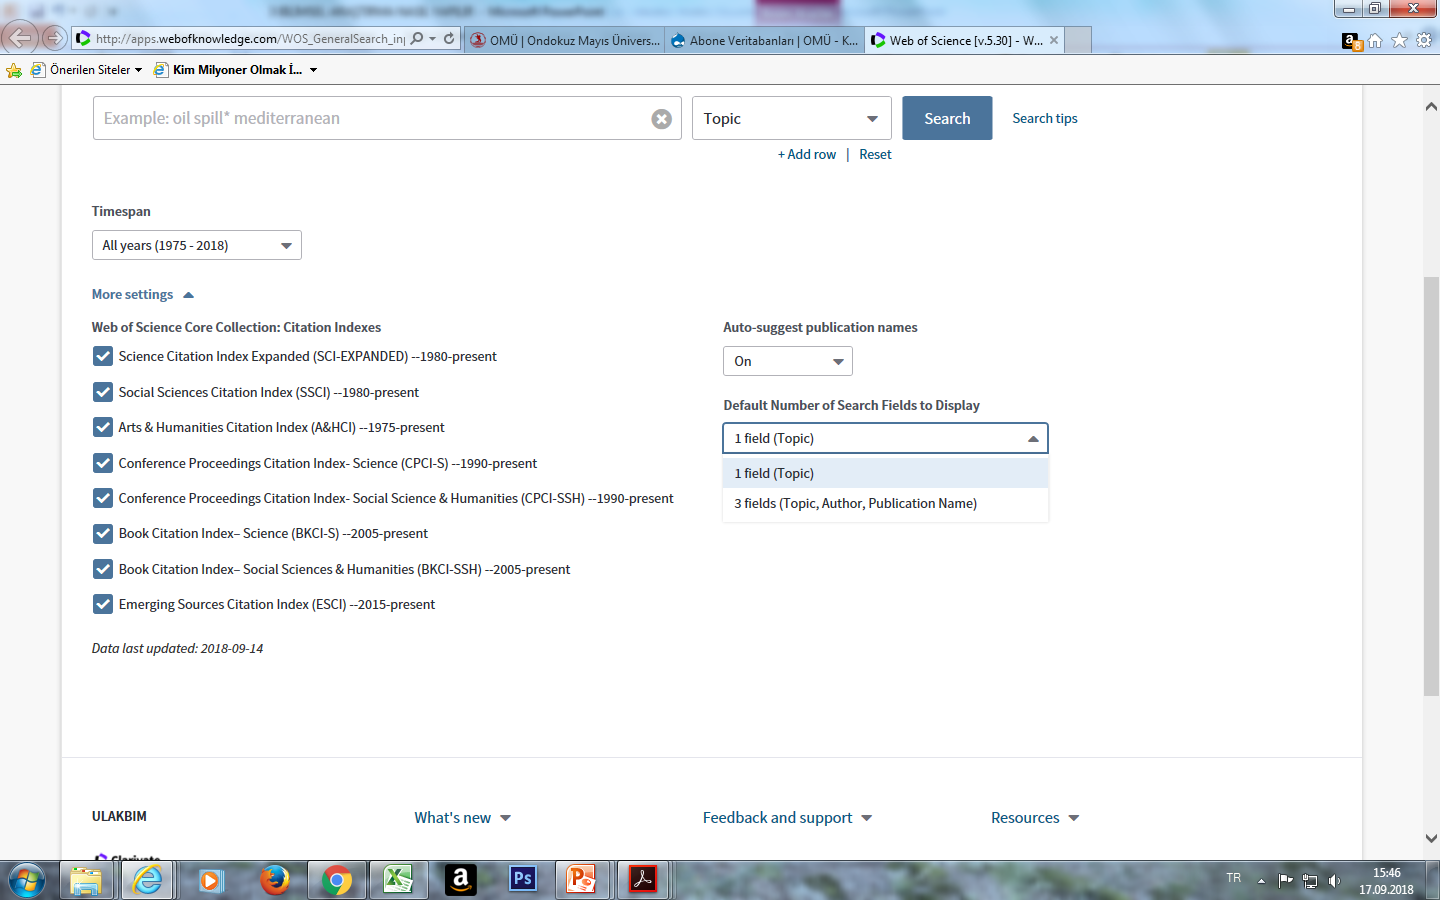 http://apps.webofknowledge.com/WOS_GeneralSearch_inp
OMÜ | Ondokuz Mayıs Ünivers...
Abone Veritabanları | OMÜ - K...
Web of Science [v.5.30] - W...
Önerilen Siteler
Kim Milyoner Olmak İ...
Example: oil spill* mediterranean
Topic
Search
Search tips
+ Add row | Reset
Timespan
All years (1975 - 2018)
More settings
Web of Science Core Collection: Citation Indexes
Auto-suggest publication names
Science Citation Index Expanded (SCI-EXPANDED) --1980-present
On
Social Sciences Citation Index (SSCI) --1980-present
Default Number of Search Fields to Display
Arts & Humanities Citation Index (A&HCI) --1975-present
1 field (Topic)
Conference Proceedings Citation Index- Science (CPCI-S) --1990-present
1 field (Topic)
Conference Proceedings Citation Index- Social Science & Humanities (CPCI-SSH) --1990-present
3 fields (Topic, Author, Publication Name)
Book Citation Index– Science (BKCI-S) --2005-present
Book Citation Index– Social Sciences & Humanities (BKCI-SSH) --2005-present
Emerging Sources Citation Index (ESCI) --2015-present
Data last updated: 2018-09-14
ULAKBIM
What's new
Feedback and support
Resources
Clarivate
TR
15:46
17.09.2018